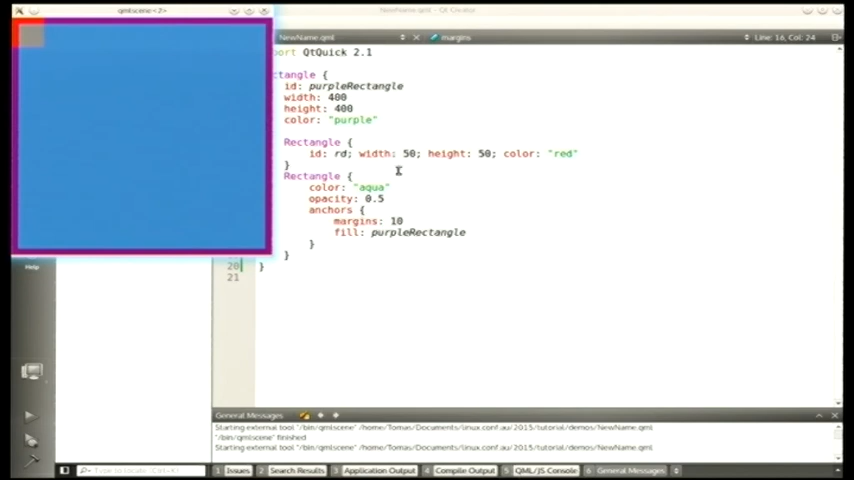 qmlscene<2>
NewName.qml - Qt Creator
NewName.qml
margins
Line: 16, Col: 24
ort QtQuick 2.1
ctangle {
id: purpleRectangle
width: 400
height: 400
color: "purple"
Rectangle {
id: rd; width: 50; height: 50; color: "red"
}
Rectangle {
color: "aqua"
opacity: 0.5
anchors {
margins: 10
fill: purpleRectangle
}
}
20 }
21
Help
General Messages
Starting external tool "/bin/qmlscene" /home/Tomas/Documents/linux.conf.au/2015/tutorial/demos/NewName.qml
"/bin/qmlscene" finished
Starting external tool "/bin/qmlscene" /home/Tomas/Documents/linux.conf.au/2015/tutorial/demos/NewName.qml
Type to locate (Ctrl+K)
1 Issues 2 Search Results 3 Application Output 4 Compile Output 5 QML/JS Console 6 General Messages